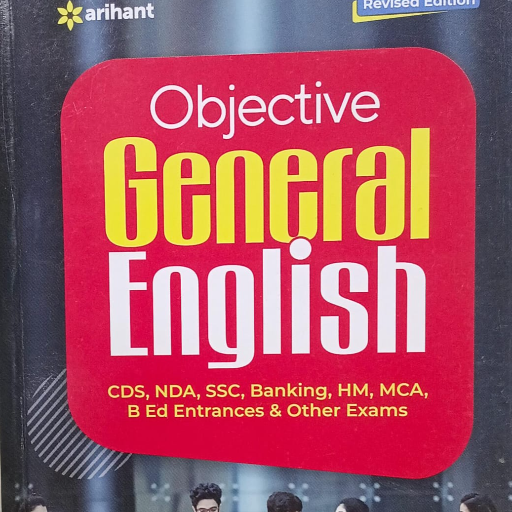 arihant
Revised Edition
Objective
General
English
CDS, NDA, SSC, Banking, HM, MCA,
B Ed Entrances & Other Exams